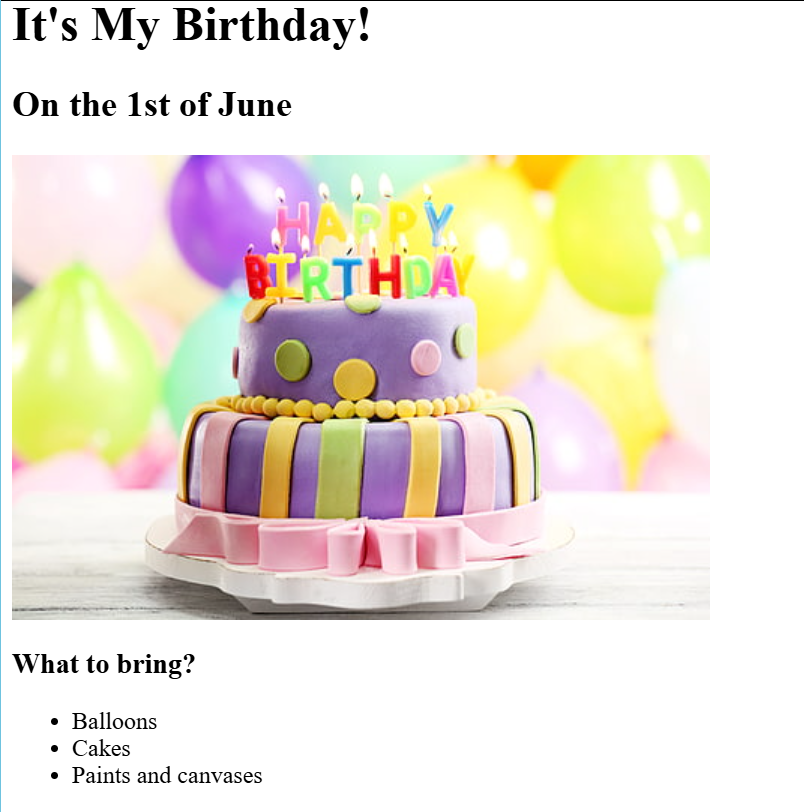 It's My Birthday!
On the 1st of June
HAPPY
BIRTHDAY
What to bring?
Balloons
Cakes
Paints and canvases